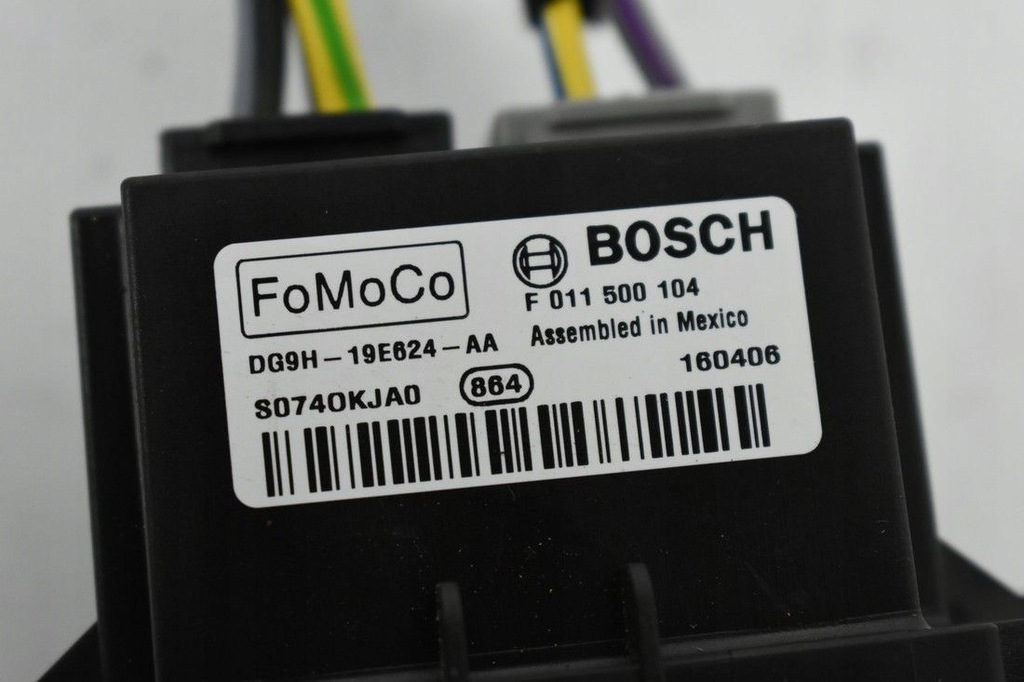 FoMoCo
BOSCH
F 011 500 104
DG9H-19E624-AA
Assembled in Mexico
160406
S0740KJA0
864